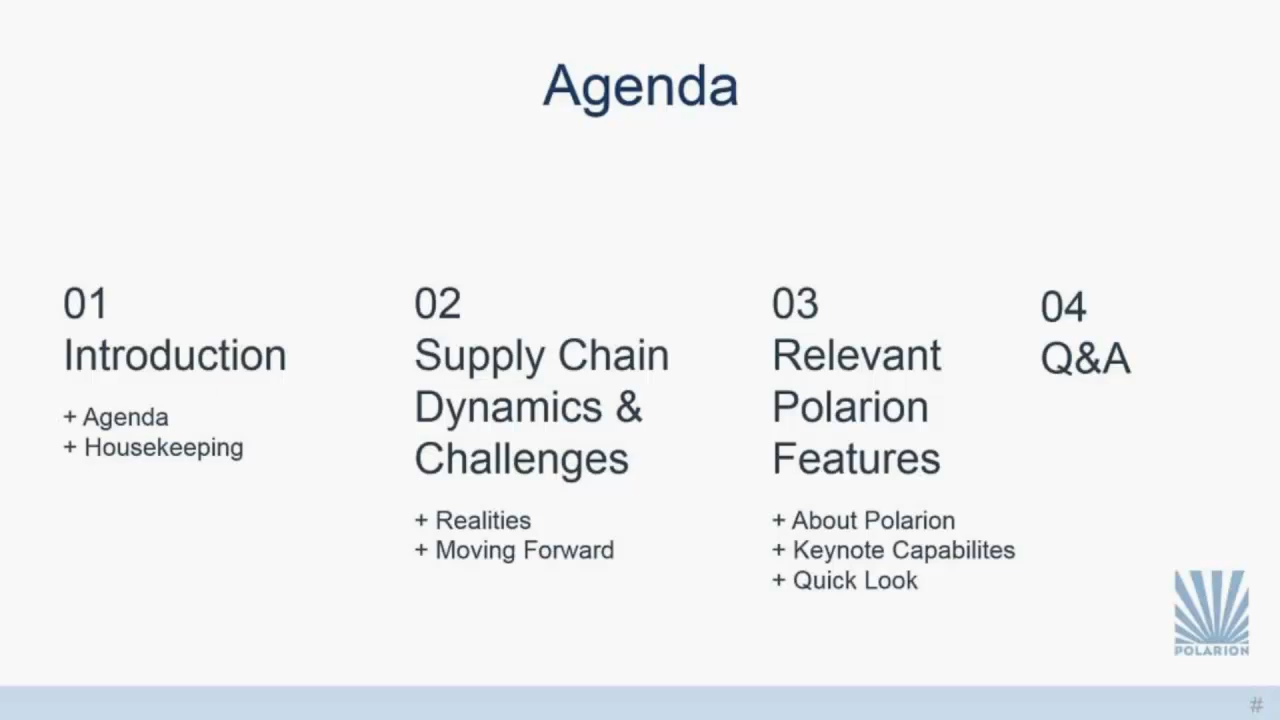 Agenda
01
Introduction
+ Agenda
+ Housekeeping
02
Supply Chain
Dynamics &
Challenges
+ Realities
+ Moving Forward
03
Relevant
Polarion
Features
+ About Polarion
+ Keynote Capabilites
+ Quick Look
04
Q&A
POLARION
#